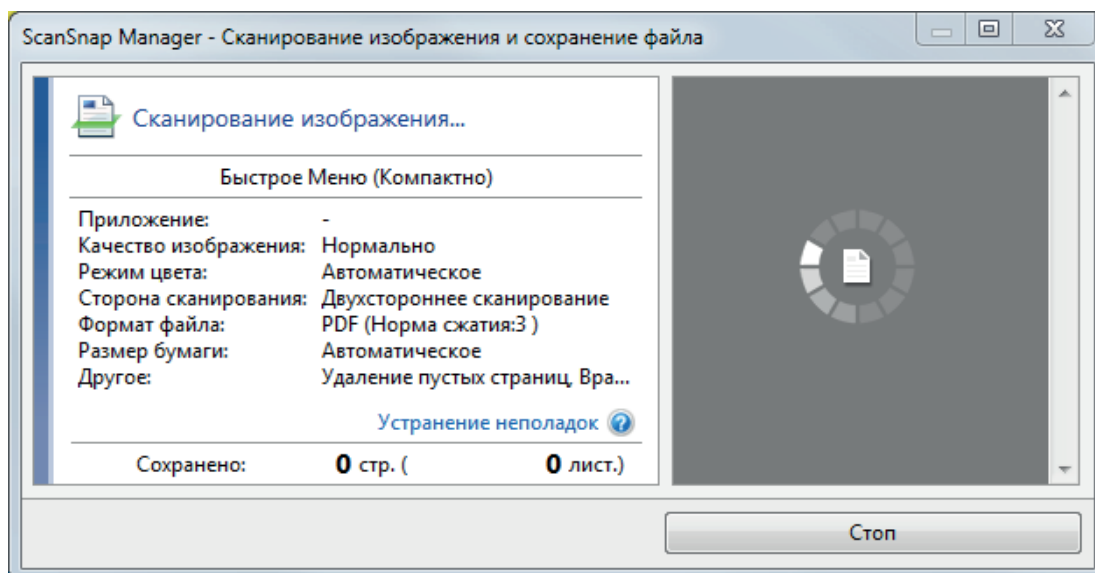 ScanSnap Manager - Сканирование изображения и сохранение файла
Сканирование изображения...
Быстрое Меню (Компактно)
Приложение: -
Качество изображения: Нормально
Режим цвета: Автоматическое
Сторона сканирования: Двухстороннее сканирование
Формат файла: PDF (Норма сжатия:3 )
Размер бумаги: Автоматическое
Другое: Удаление пустых страниц, Вра...
Устранение неполадок
Сохранено: 0 стр. ( 0 лист.)
Стоп